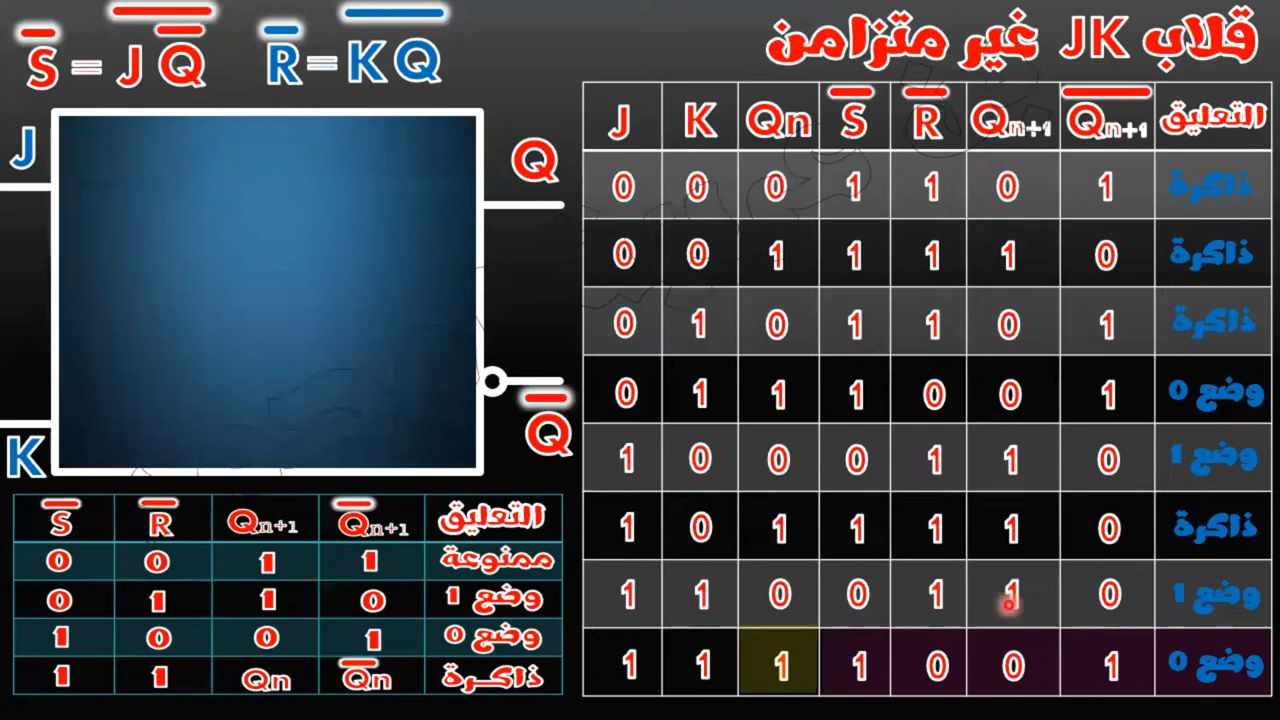 قلاب JK غير متزامن
S̅ = J Q̅ (overline) R̅ = K Q (overline)
J
K
Q
Q̅
J K Qn S̅ R̅ Qn+1 Q̅n+1 التعليق
0 0 0 1 1 0 1 ذاكرة
0 0 1 1 1 1 0 ذاكرة
0 1 0 1 1 0 1 ذاكرة
0 1 1 1 0 0 1 وضع 0
1 0 0 0 1 1 0 وضع 1
1 0 1 1 1 1 0 ذاكرة
1 1 0 0 1 1 0 وضع 1
1 1 1 1 0 0 1 وضع 0
S̅ R̅ Qn+1 Q̅n+1 التعليق
0 0 1 1 ممنوعة
0 1 1 0 وضع 1
1 0 0 1 وضع 0
1 1 Qn Q̅n ذاكـرة